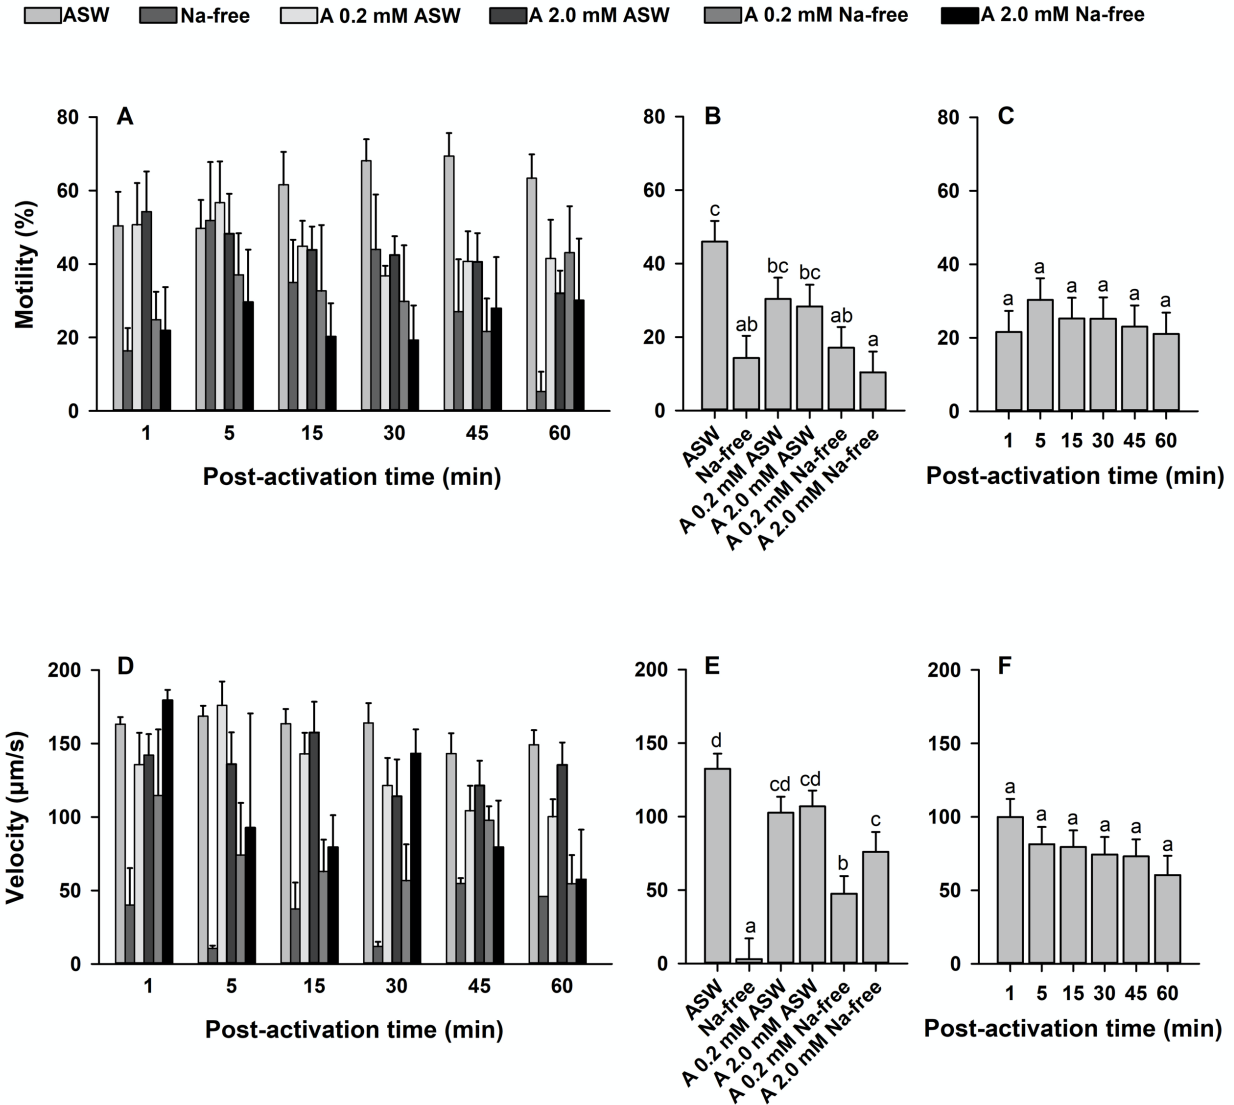 ASW Na-free A 0.2 mM ASW A 2.0 mM ASW A 0.2 mM Na-free A 2.0 mM Na-free
A
B
C
80
60
40
20
0
Motility (%)
1 5 15 30 45 60
Post-activation time (min)
80
60
40
20
0
c
ab
bc
bc
ab
a
ASW
Na-free
A 0.2 mM ASW
A 2.0 mM ASW
A 0.2 mM Na-free
A 2.0 mM Na-free
80
60
40
20
0
a a a a a a
1 5 15 30 45 60
Post-activation time (min)
D
E
F
200
150
100
50
0
Velocity (µm/s)
1 5 15 30 45 60
Post-activation time (min)
200
150
100
50
0
d
a
cd
cd
b
c
ASW
Na-free
A 0.2 mM ASW
A 2.0 mM ASW
A 0.2 mM Na-free
A 2.0 mM Na-free
200
150
100
50
0
a a a a a a
1 5 15 30 45 60
Post-activation time (min)